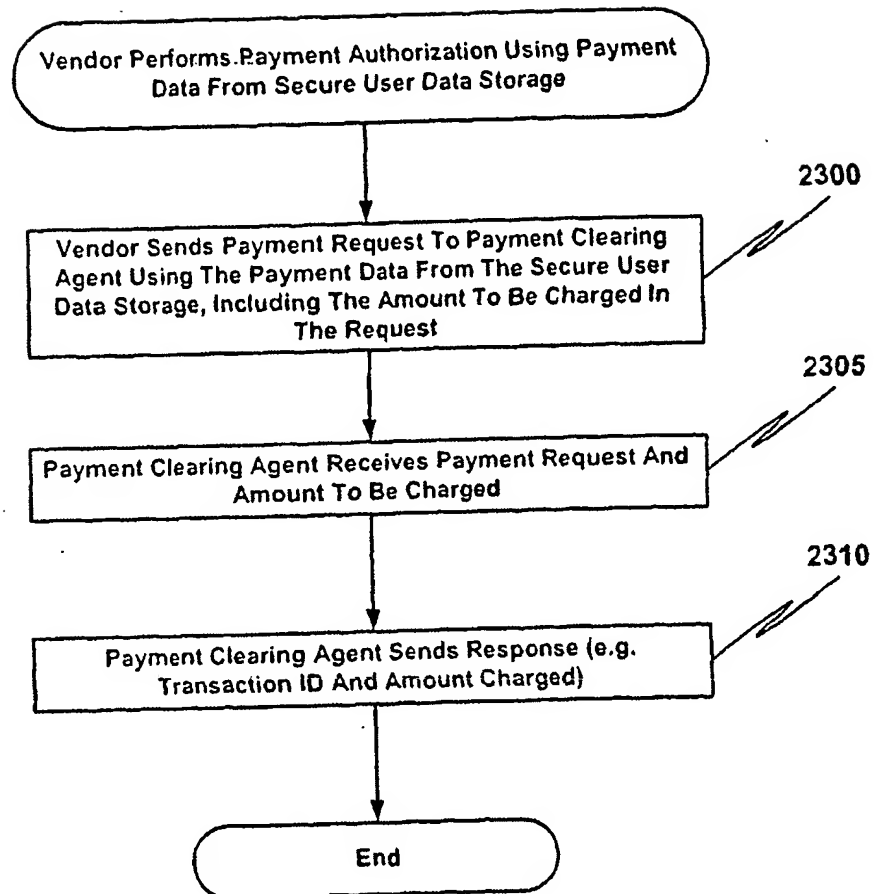 Vendor Performs Payment Authorization Using Payment
Data From Secure User Data Storage
2300
Vendor Sends Payment Request To Payment Clearing
Agent Using The Payment Data From The Secure User
Data Storage, Including The Amount To Be Charged In
The Request
2305
Payment Clearing Agent Receives Payment Request And
Amount To Be Charged
2310
Payment Clearing Agent Sends Response (e.g.
Transaction ID And Amount Charged)
End